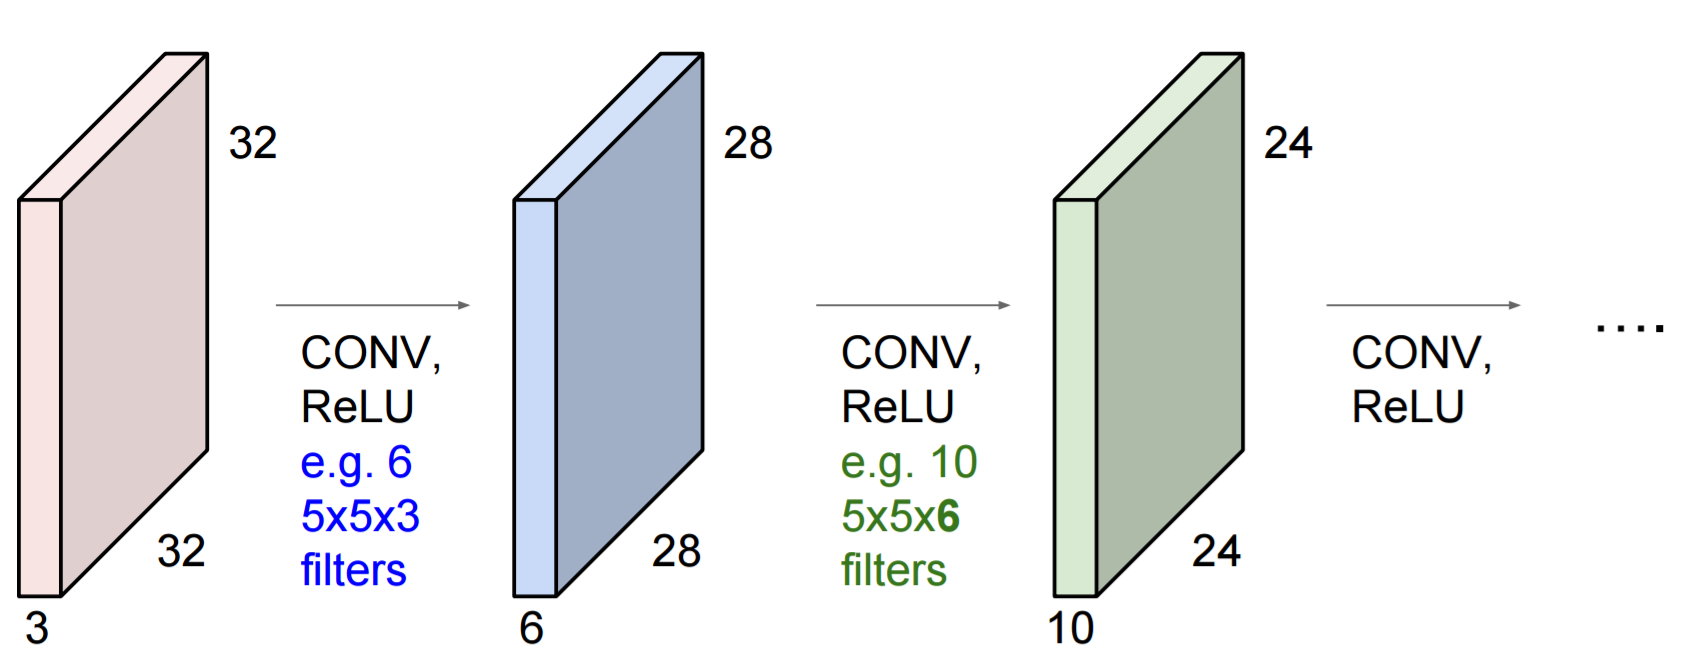 32
32
3
CONV,
ReLU
e.g. 6
5x5x3
filters
28
28
6
CONV,
ReLU
e.g. 10
5x5x6
filters
24
24
10
CONV,
ReLU
....